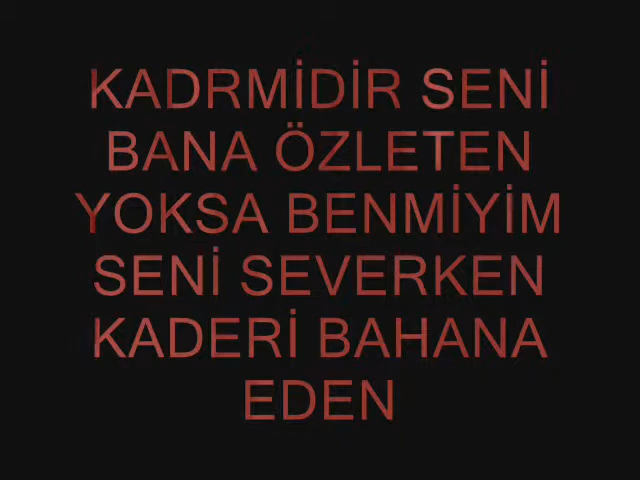 KADRMİDİR SENİ
BANA ÖZLETEN
YOKSA BENMİYİM
SENİ SEVERKEN
KADERİ BAHANA
EDEN